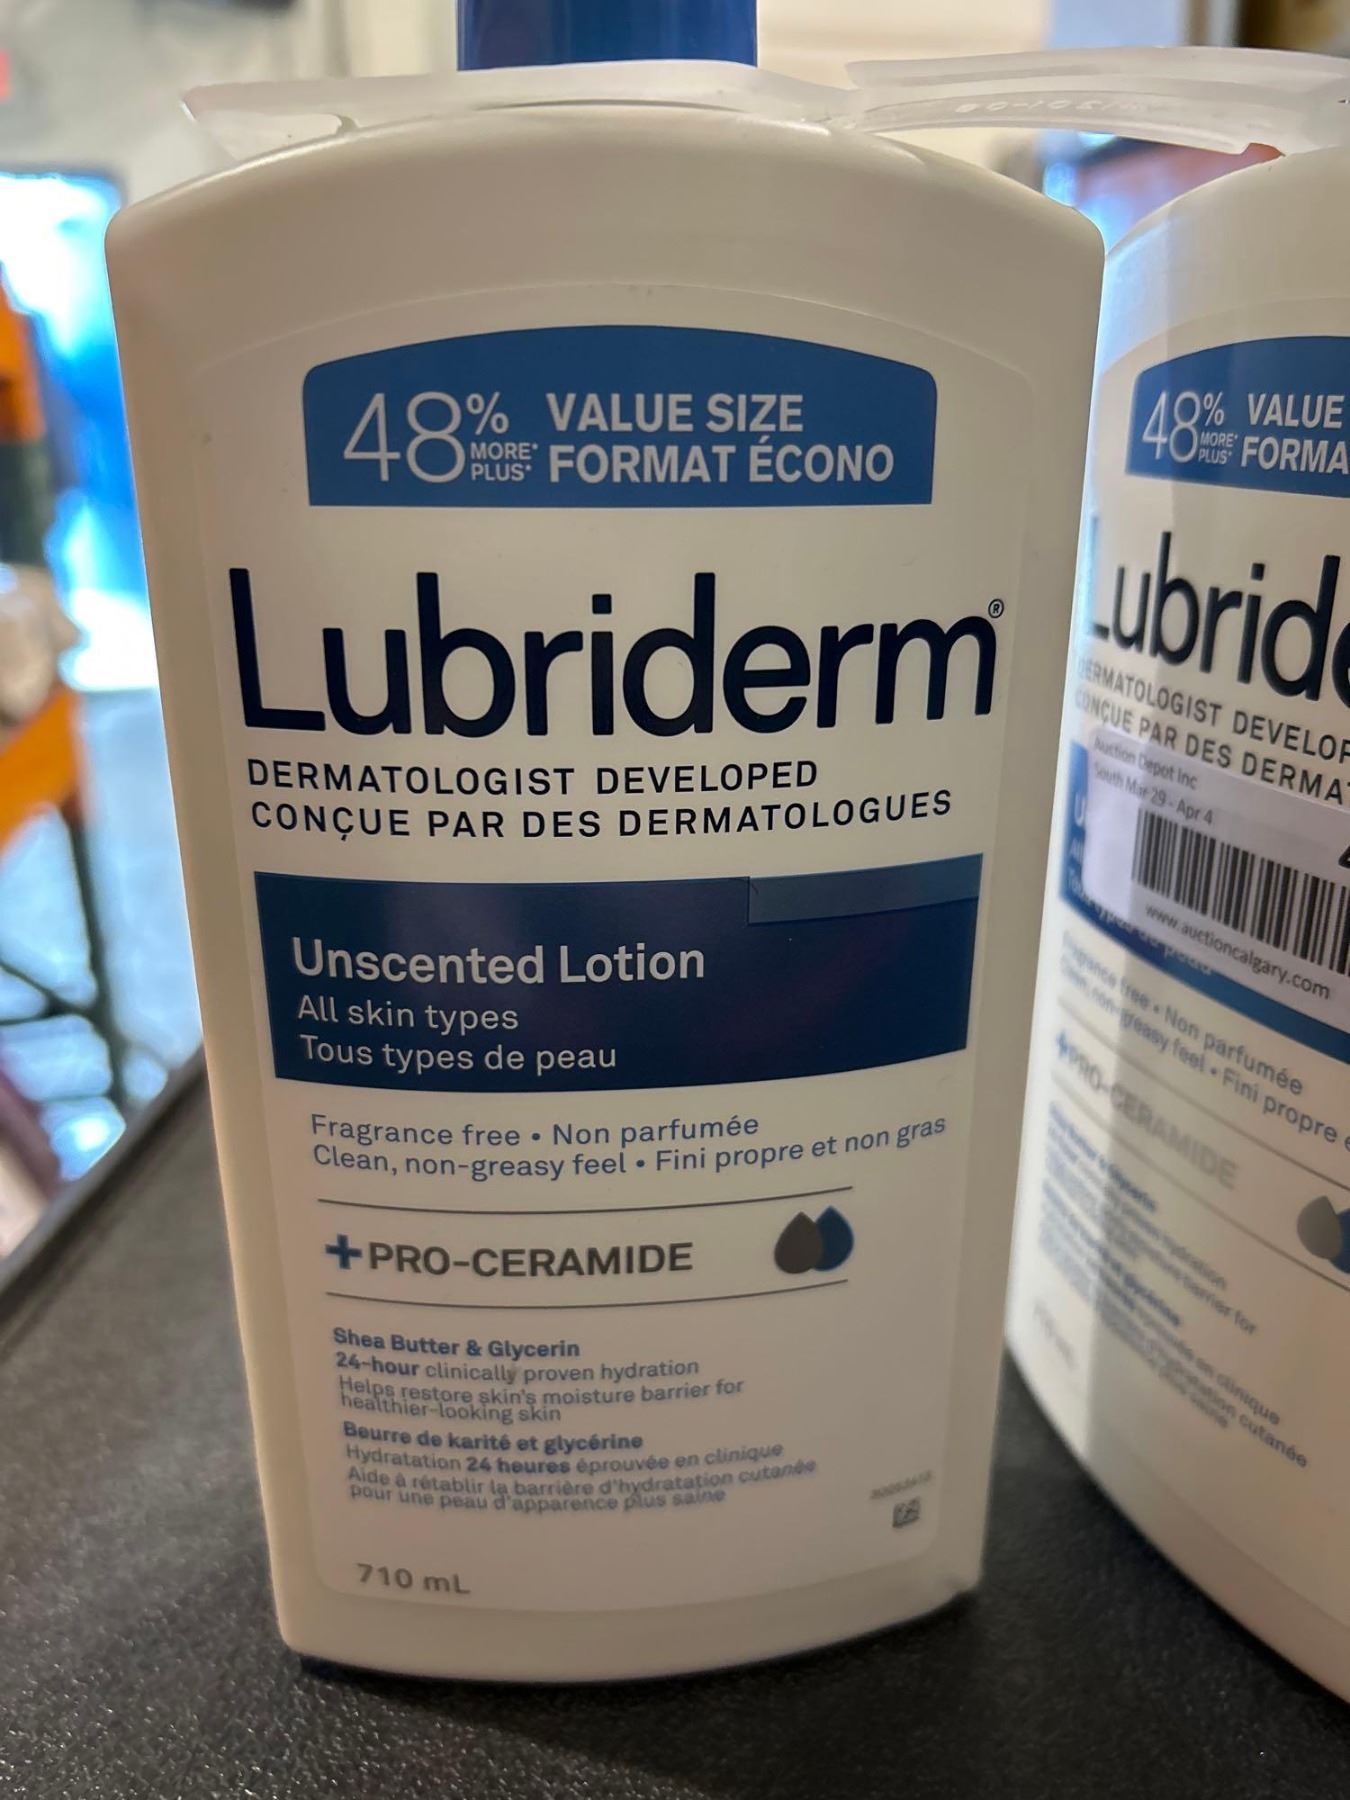 48% MORE* PLUS* VALUE SIZE FORMAT ÉCONO
Lubriderm®
DERMATOLOGIST DEVELOPED
CONÇUE PAR DES DERMATOLOGUES
Unscented Lotion
All skin types
Tous types de peau
Fragrance free • Non parfumée
Clean, non-greasy feel • Fini propre et non gras
+PRO-CERAMIDE
Shea Butter & Glycerin
24-hour clinically proven hydration
Helps restore skin's moisture barrier for
healthier-looking skin
Beurre de karité et glycérine
Hydratation 24 heures éprouvée en clinique
Aide à rétablir la barrière d'hydratation cutanée
pour une peau d'apparence plus saine
710 mL
48% MORE* PLUS* VALUE
FORMA
Lubride
DERMATOLOGIST DEVELOP
CONÇUE PAR DES DERMAT
Auction Depot Inc
South Mar 29 - Apr 4
www.auctioncalgary.com
Tous types de peau
Fragrance free • Non parfumée
Clean, non-greasy feel • Fini propre e
+PRO-CERAMIDE